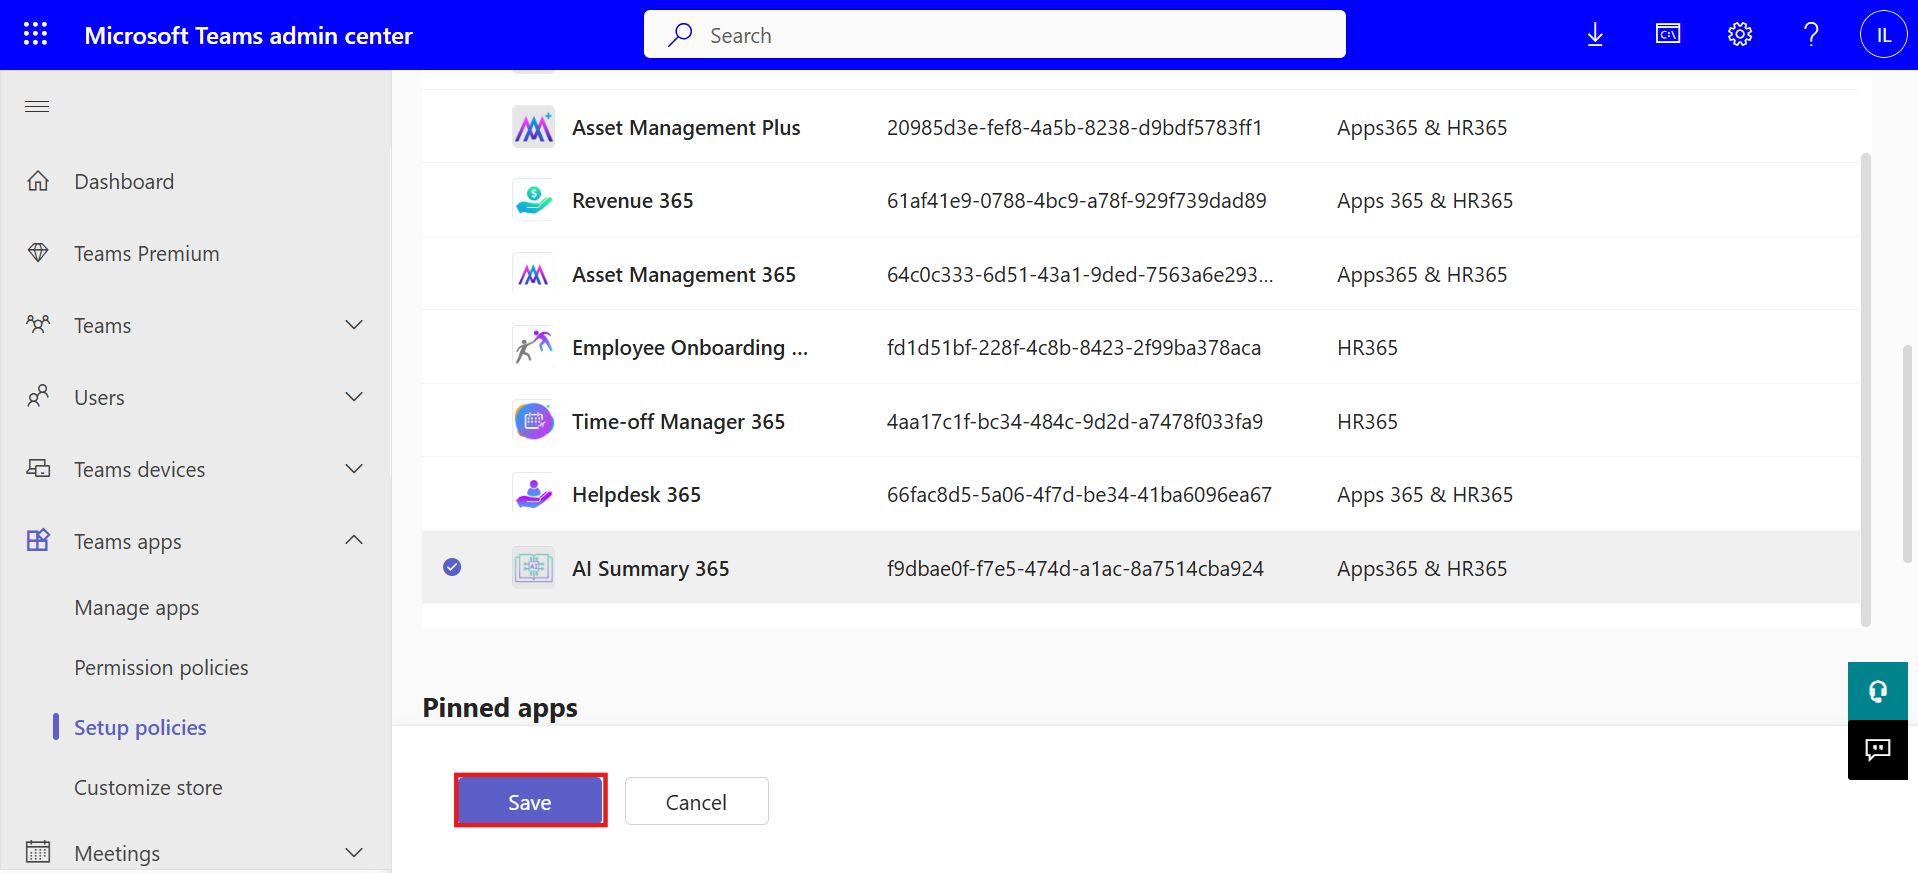 Microsoft Teams admin center
Search
C:\
?
IL
Dashboard
Teams Premium
Teams
Users
Teams devices
Teams apps
Manage apps
Permission policies
Setup policies
Customize store
Meetings
Asset Management Plus 20985d3e-fef8-4a5b-8238-d9bdf5783ff1 Apps365 & HR365
Revenue 365 61af41e9-0788-4bc9-a78f-929f739dad89 Apps 365 & HR365
Asset Management 365 64c0c333-6d51-43a1-9ded-7563a6e293... Apps365 & HR365
Employee Onboarding ... fd1d51bf-228f-4c8b-8423-2f99ba378aca HR365
Time-off Manager 365 4aa17c1f-bc34-484c-9d2d-a7478f033fa9 HR365
Helpdesk 365 66fac8d5-5a06-4f7d-be34-41ba6096ea67 Apps 365 & HR365
AI
AI Summary 365 f9dbae0f-f7e5-474d-a1ac-8a7514cba924 Apps365 & HR365
Pinned apps
Save
Cancel